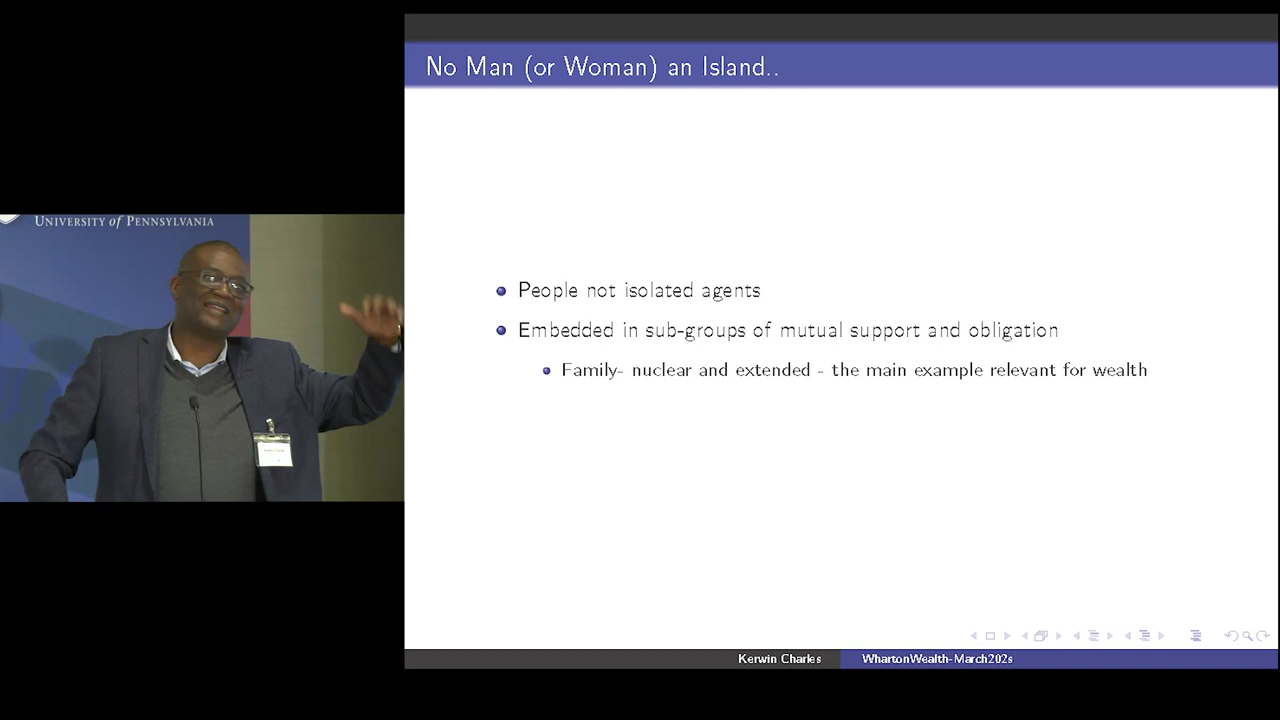 UNIVERSITY of PENNSYLVANIA
No Man (or Woman) an Island..
People not isolated agents
Embedded in sub-groups of mutual support and obligation
Family- nuclear and extended - the main example relevant for wealth
Kerwin Charles
WhartonWealth-March202s